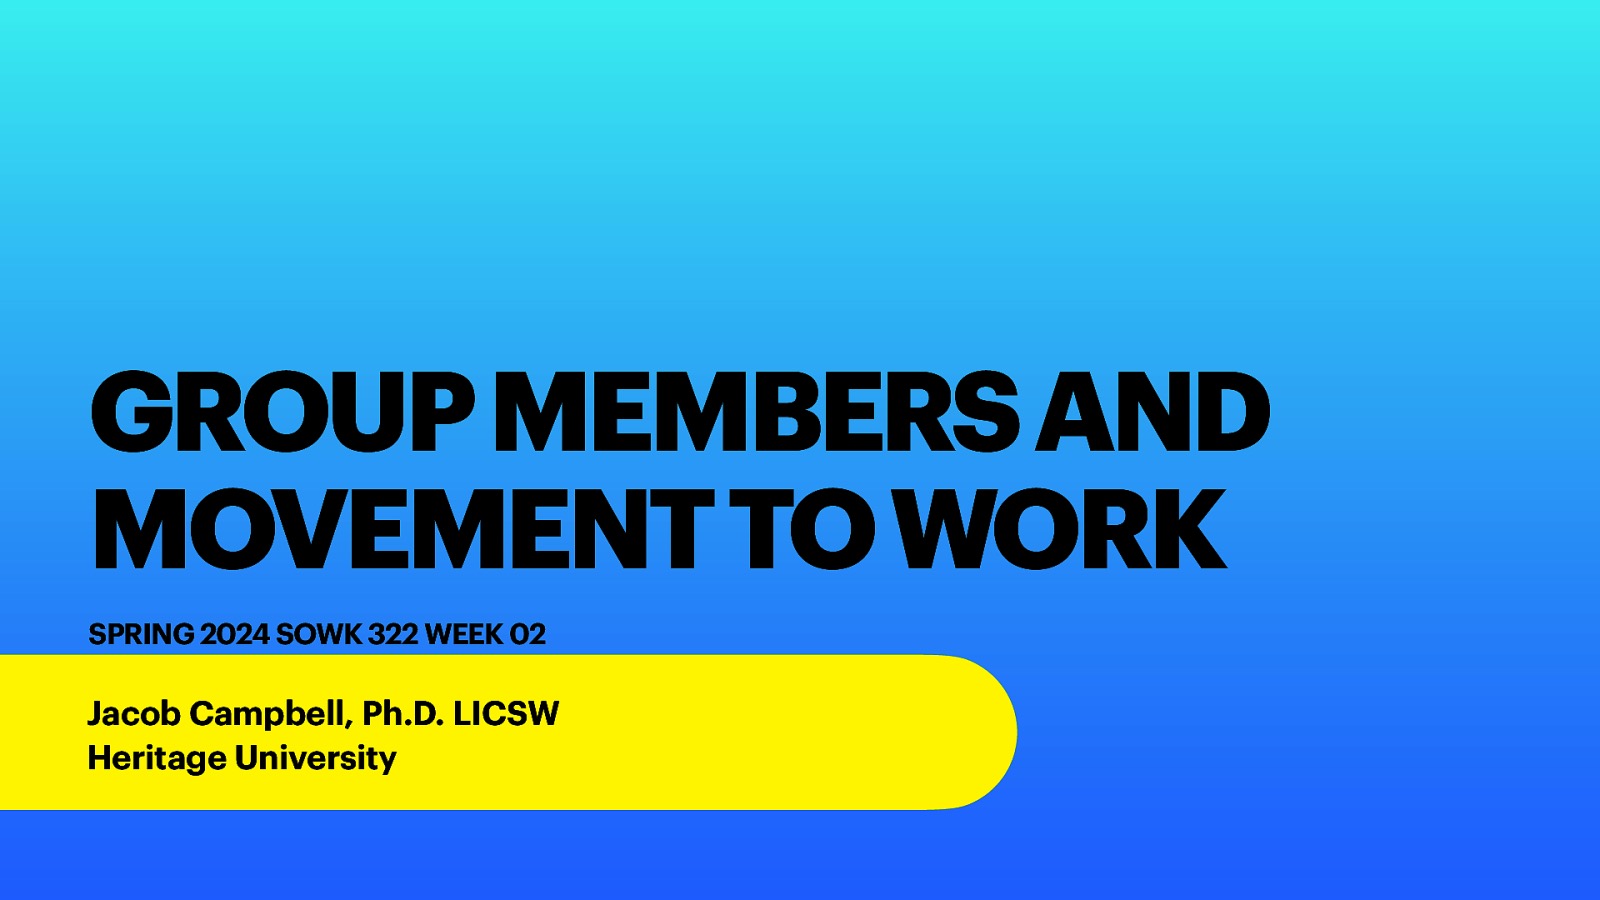 GROUP MEMBERS AND
MOVEMENT TO WORK
SPRING 2024 SOWK 322 WEEK 02
Jacob Campbell, Ph.D. LICSW
Heritage University